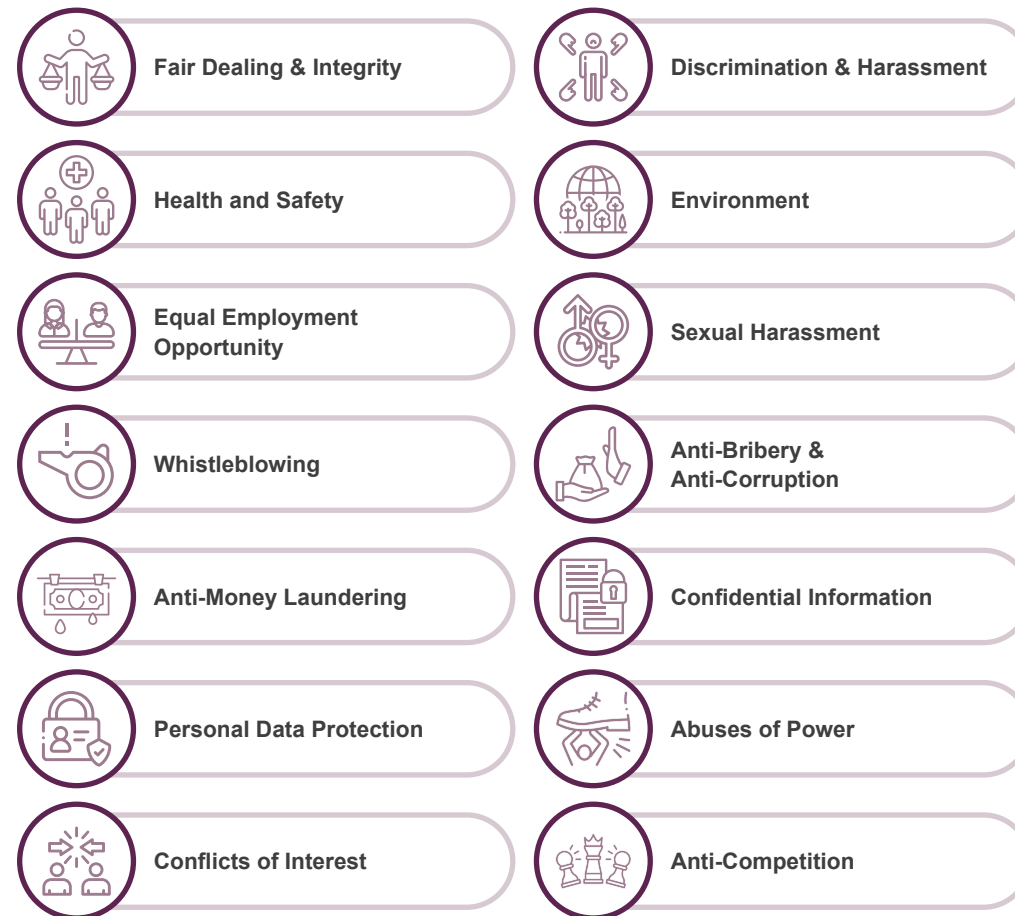 Fair Dealing & Integrity
Discrimination & Harassment
Health and Safety
Environment
Equal Employment
Opportunity
Sexual Harassment
Whistleblowing
Anti-Bribery &
Anti-Corruption
Anti-Money Laundering
Confidential Information
Personal Data Protection
Abuses of Power
Conflicts of Interest
Anti-Competition